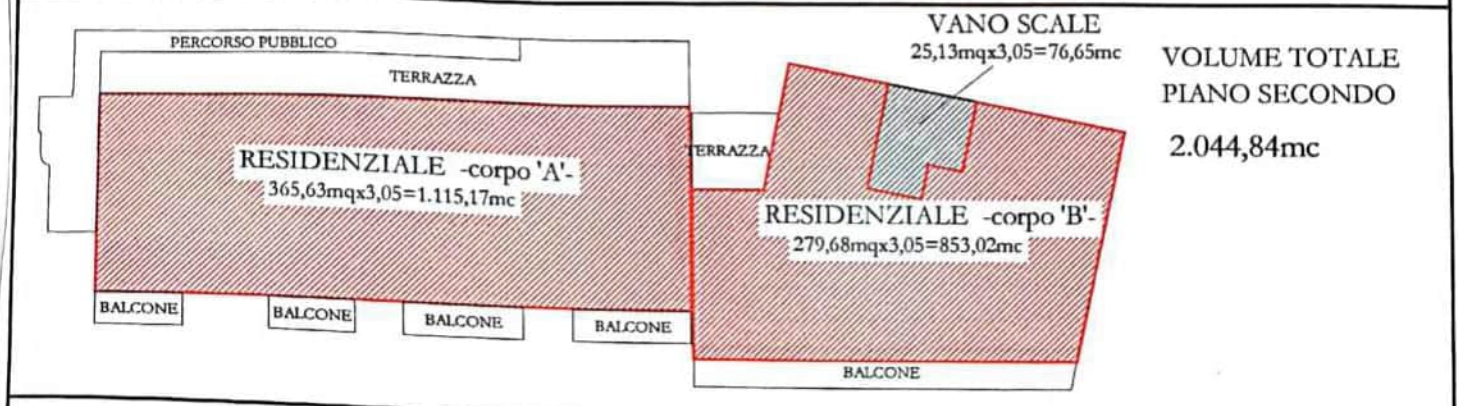 PERCORSO PUBBLICO
TERRAZZA
VANO SCALE
25,13mqx3,05=76,65mc
VOLUME TOTALE
PIANO SECONDO
2.044,84mc
RESIDENZIALE -corpo 'A'-
365,63mqx3,05=1.115,17mc
TERRAZZA
RESIDENZIALE -corpo 'B'-
279,68mqx3,05=853,02mc
BALCONE
BALCONE
BALCONE
BALCONE
BALCONE